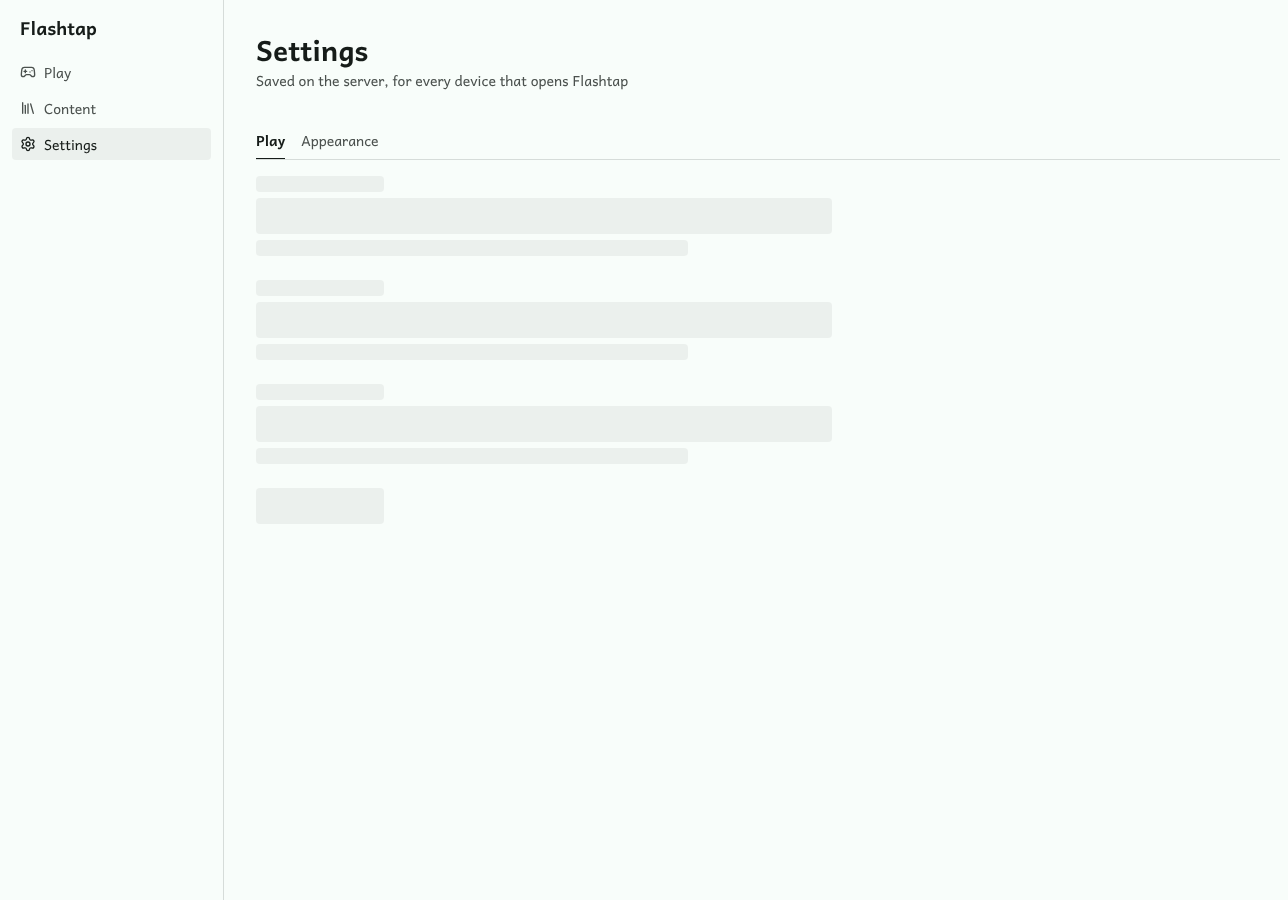 Flashtap
Play
Content
Settings
Settings
Saved on the server, for every device that opens Flashtap
Play
Appearance